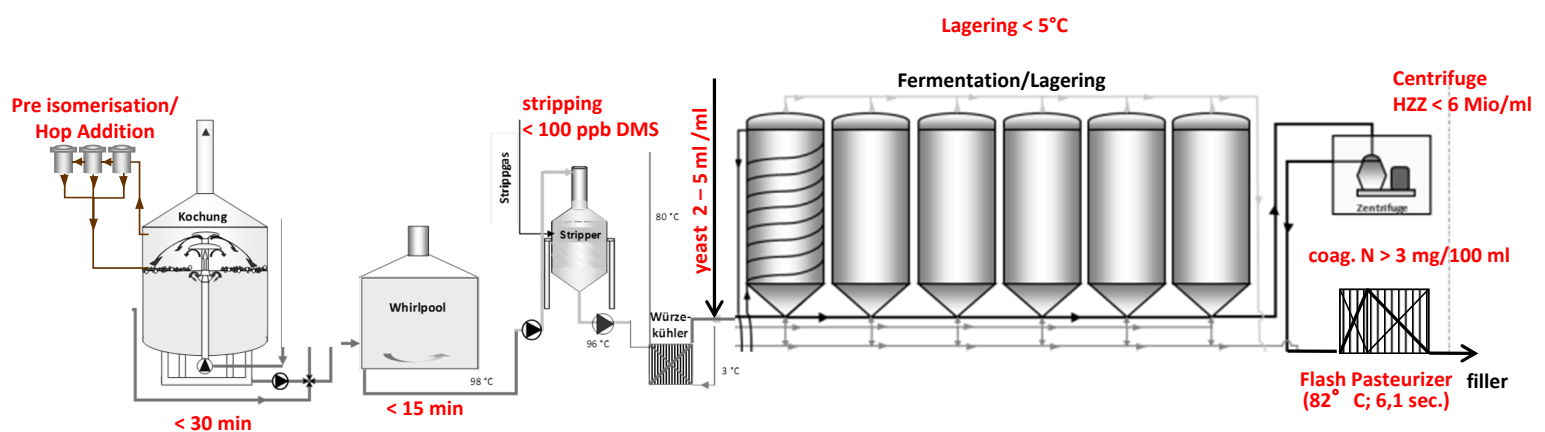 Lagering < 5°C
Fermentation/Lagering
Centrifuge
HZZ < 6 Mio/ml
Pre isomerisation/
Hop Addition
stripping
< 100 ppb DMS
Strippgas
yeast 2 – 5 ml /ml
Kochung
80 °C
Stripper
Zentrifuge
coag. N > 3 mg/100 ml
Whirlpool
Würze-
kühler
96 °C
3 °C
98 °C
< 30 min
< 15 min
Flash Pasteurizer
(82° C; 6,1 sec.)
filler